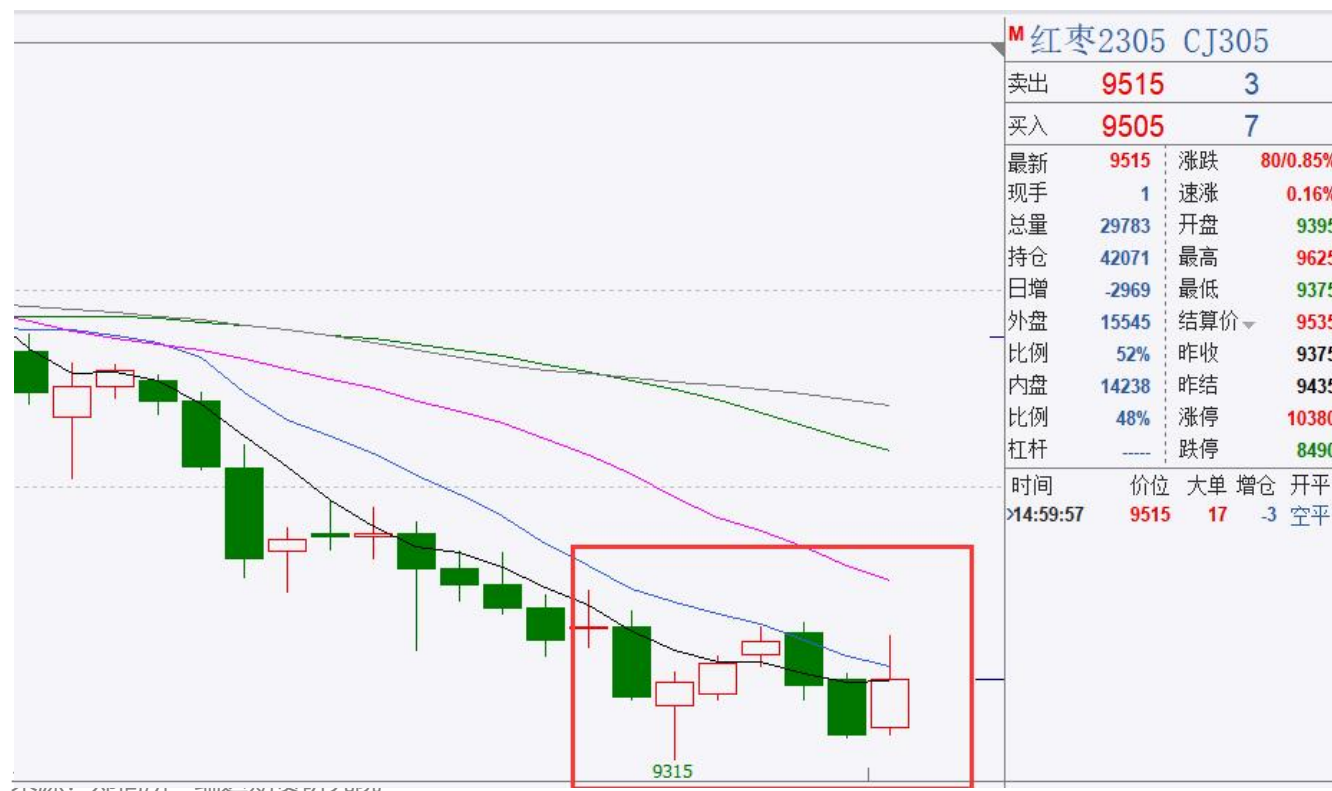 M 红枣2305 CJ305
卖出 9515 3
买入 9505 7
最新 9515 涨跌 80/0.85%
现手 1 速涨 0.16%
总量 29783 开盘 9395
持仓 42071 最高 9625
日增 -2969 最低 9375
外盘 15545 结算价 9535
比例 52% 昨收 9375
内盘 14238 昨结 9435
比例 48% 涨停 10380
杠杆 ----- 跌停 8490
时间 价位 大单 增仓 开平
14:59:57 9515 17 -3 空平
9315